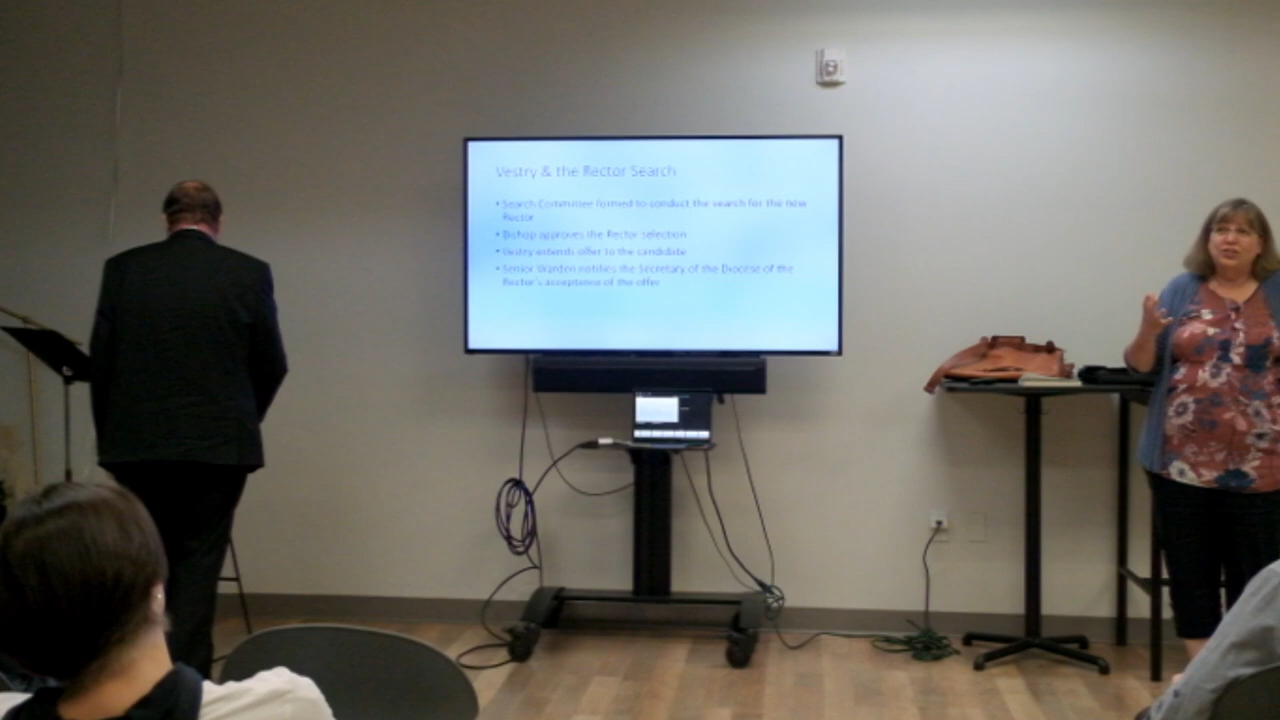 Vestry & the Rector Search
• Search Committee formed to conduct the search for the new
Rector
• Bishop approves the Rector selection
• Vestry extends offer to the candidate
• Senior Warden notifies the Secretary of the Diocese of the
Rector's acceptance of the offer